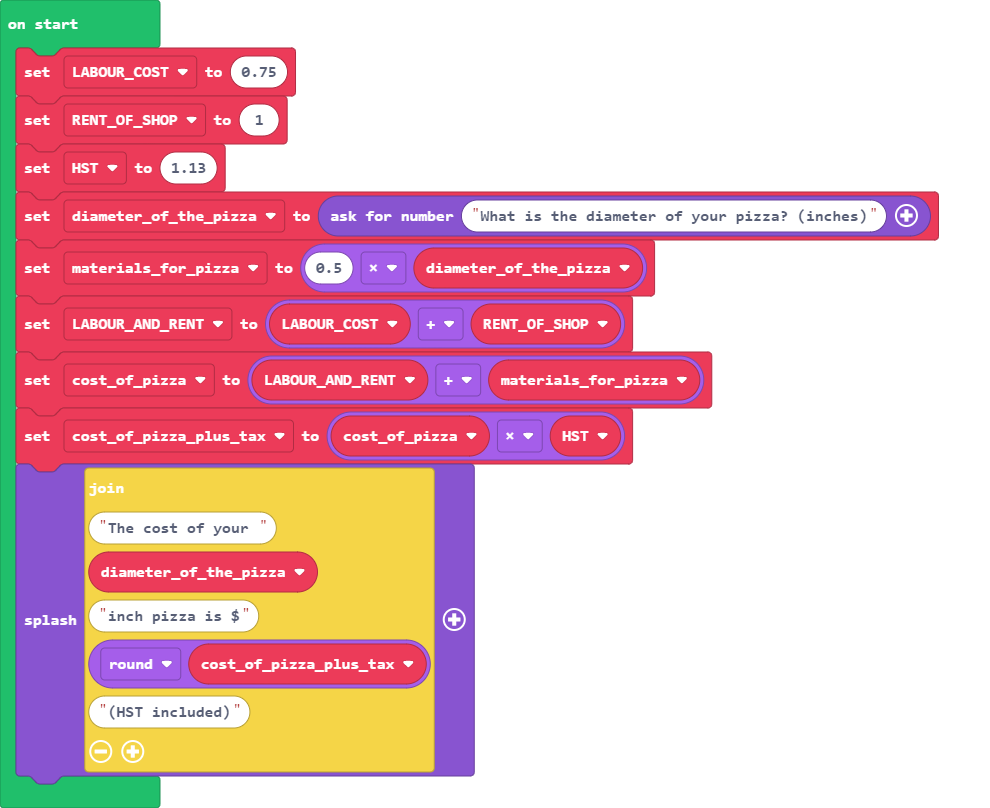 on start
set LABOUR_COST to 0.75
set RENT_OF_SHOP to 1
set HST to 1.13
set diameter_of_the_pizza to ask for number "What is the diameter of your pizza? (inches)"
set materials_for_pizza to 0.5 × diameter_of_the_pizza
set LABOUR_AND_RENT to LABOUR_COST + RENT_OF_SHOP
set cost_of_pizza to LABOUR_AND_RENT + materials_for_pizza
set cost_of_pizza_plus_tax to cost_of_pizza × HST
join
"The cost of your "
diameter_of_the_pizza
"inch pizza is $"
splash
round cost_of_pizza_plus_tax
"(HST included)"